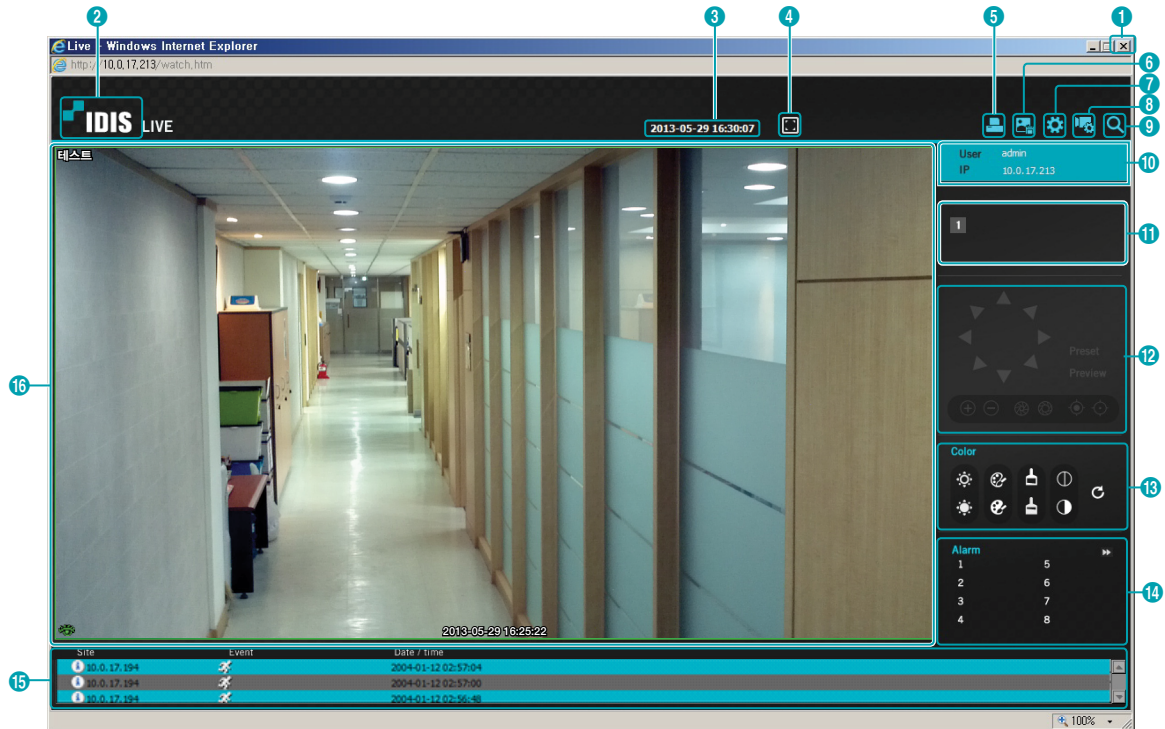 2
3
4
5
1
Live - Windows Internet Explorer
http://10.0.17.213/watch.htm
6
7
8
9
IDIS LIVE
2013-05-29 16:30:07
테스트
User admin
IP 10.0.17.213
10
1
11
Preset
Preview
12
16
Color
13
Alarm
1 5
2 6
3 7
4 8
14
2013-05-29 16:25:22
Site Event Date / time
10.0.17.194 2004-01-12 02:57:04
10.0.17.194 2004-01-12 02:57:00
10.0.17.194 2004-01-12 02:56:48
15
100%